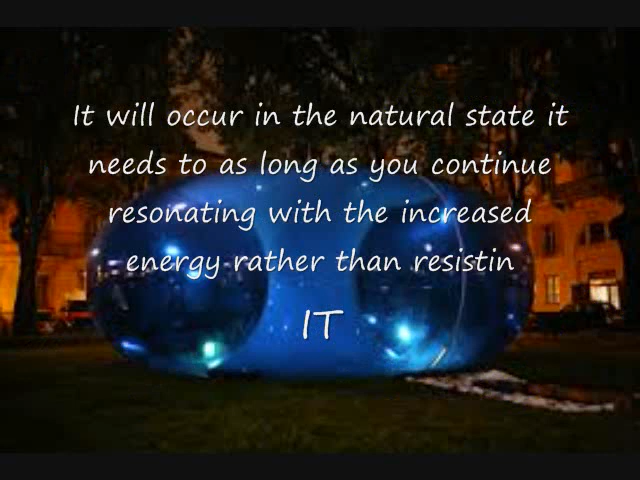 It will occur in the natural state it
needs to as long as you continue
resonating with the increased
energy rather than resistin
IT